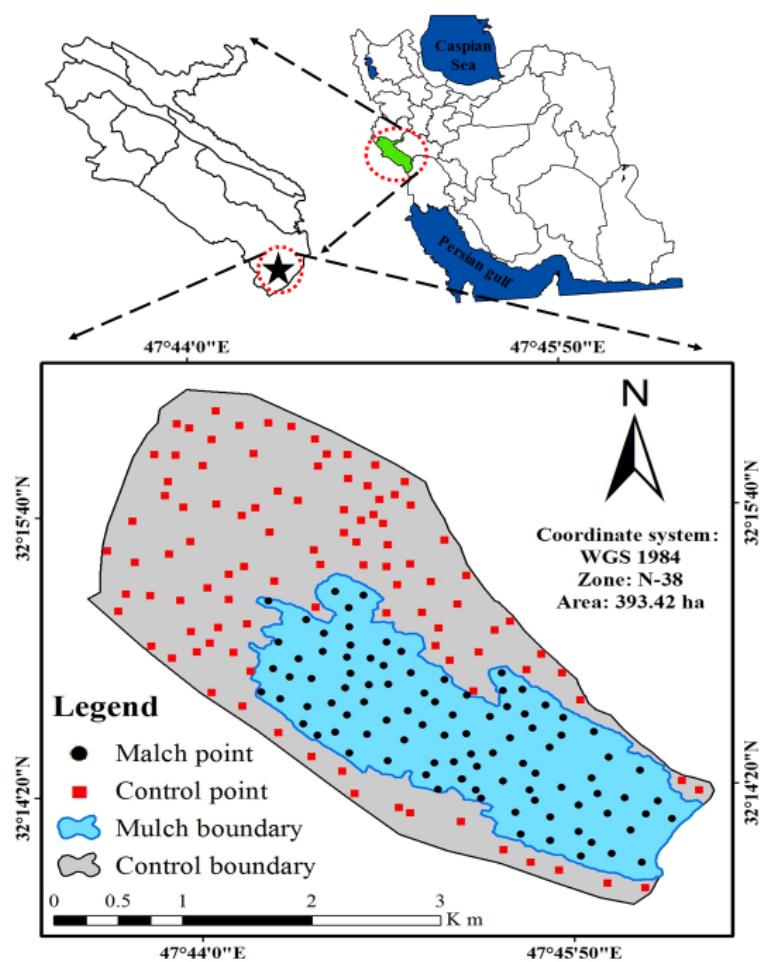 Caspian
Sea
Persian gulf
47°44'0"E
47°45'50"E
32°15'40"N
32°14'20"N
32°15'40"N
32°14'20"N
N
Coordinate system:
WGS 1984
Zone: N-38
Area: 393.42 ha
Legend
Malch point
Control point
Mulch boundary
Control boundary
0 0.5 1 2 3
K m
47°44'0"E
47°45'50"E